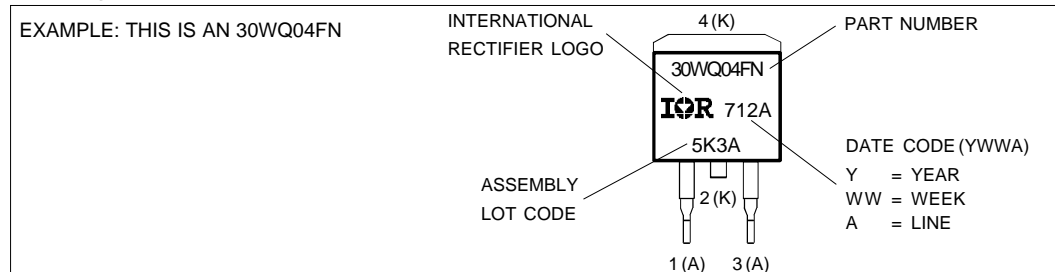 EXAMPLE: THIS IS AN 30WQ04FN
INTERNATIONAL
RECTIFIER LOGO
4 (K)
PART NUMBER
30WQ04FN
IOR 712A
5K3A
ASSEMBLY
LOT CODE
2 (K)
1 (A) 3 (A)
DATE CODE (YWWA)
Y = YEAR
WW = WEEK
A = LINE